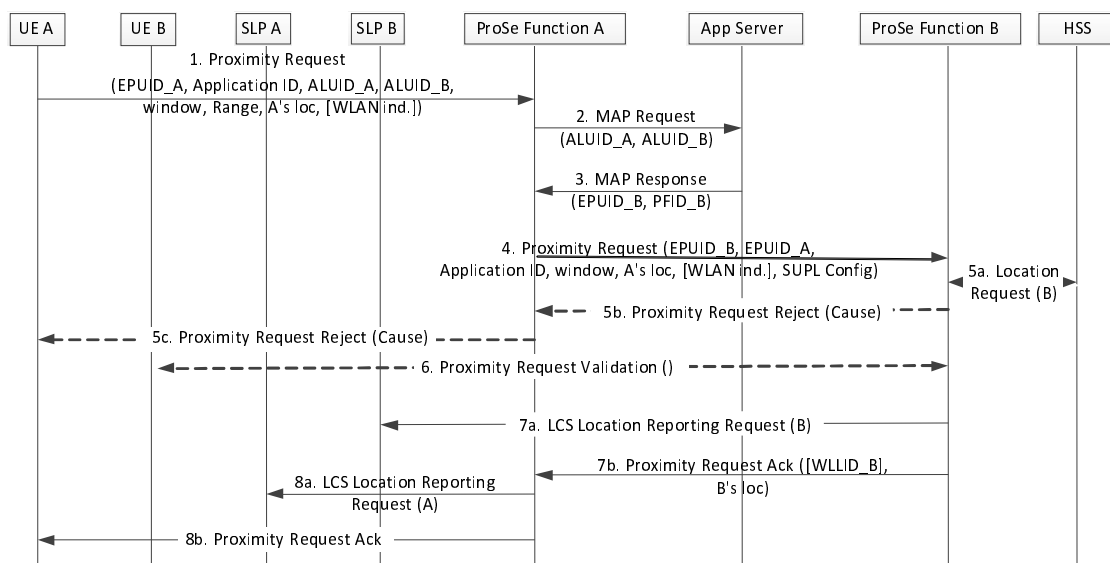 UE A
UE B
SLP A
SLP B
ProSe Function A
App Server
ProSe Function B
HSS
1. Proximity Request
(EPUID_A, Application ID, ALUID_A, ALUID_B,
window, Range, A's loc, [WLAN ind.])
2. MAP Request
(ALUID_A, ALUID_B)
3. MAP Response
(EPUID_B, PFID_B)
4. Proximity Request (EPUID_B, EPUID_A,
Application ID, window, A's loc, [WLAN ind.], SUPL Config)
5a. Location
Request (B)
5b. Proximity Request Reject (Cause)
5c. Proximity Request Reject (Cause)
6. Proximity Request Validation ()
7a. LCS Location Reporting Request (B)
7b. Proximity Request Ack ([WLLID_B],
B's loc)
8a. LCS Location Reporting
Request (A)
8b. Proximity Request Ack